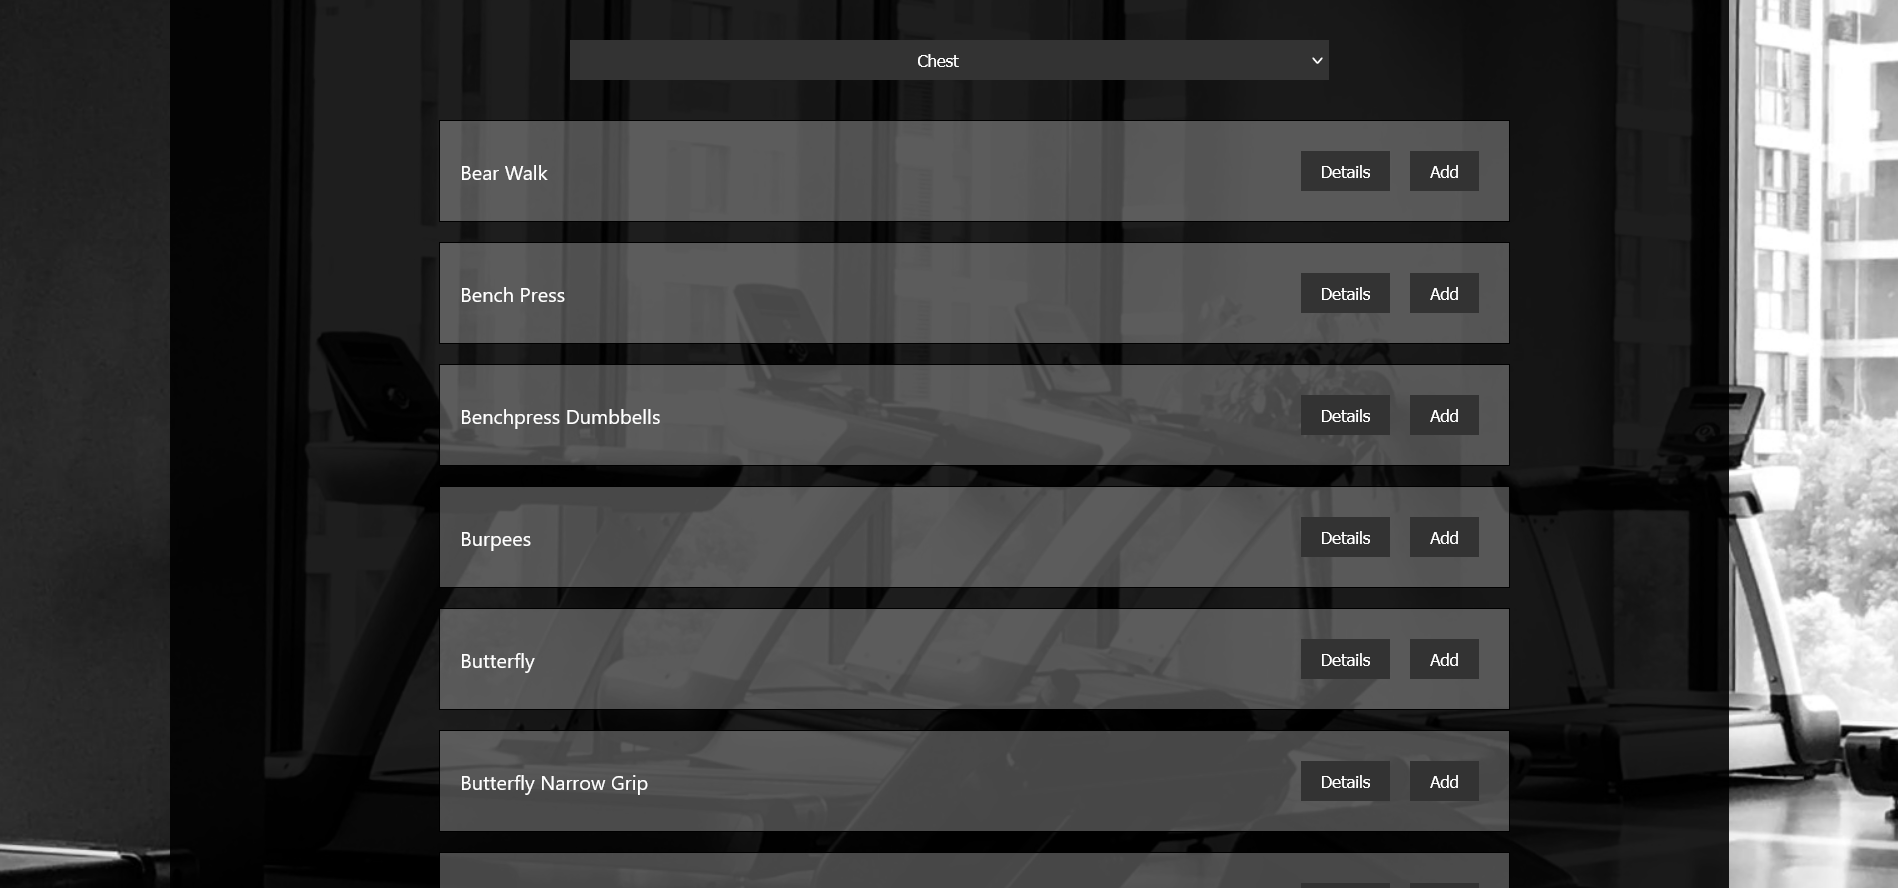 Chest
Bear Walk Details Add
Bench Press Details Add
Benchpress Dumbbells Details Add
Burpees Details Add
Butterfly Details Add
Butterfly Narrow Grip Details Add